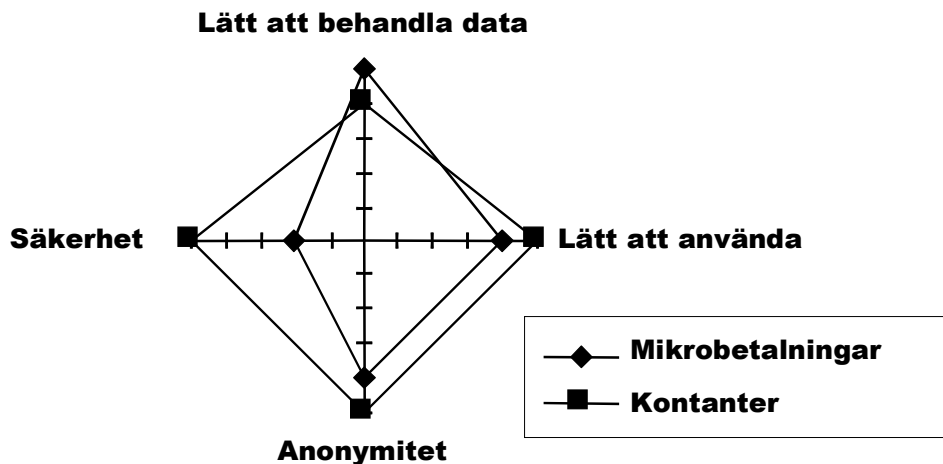 Lätt att behandla data
Säkerhet
Lätt att använda
Mikrobetalningar
Kontanter
Anonymitet